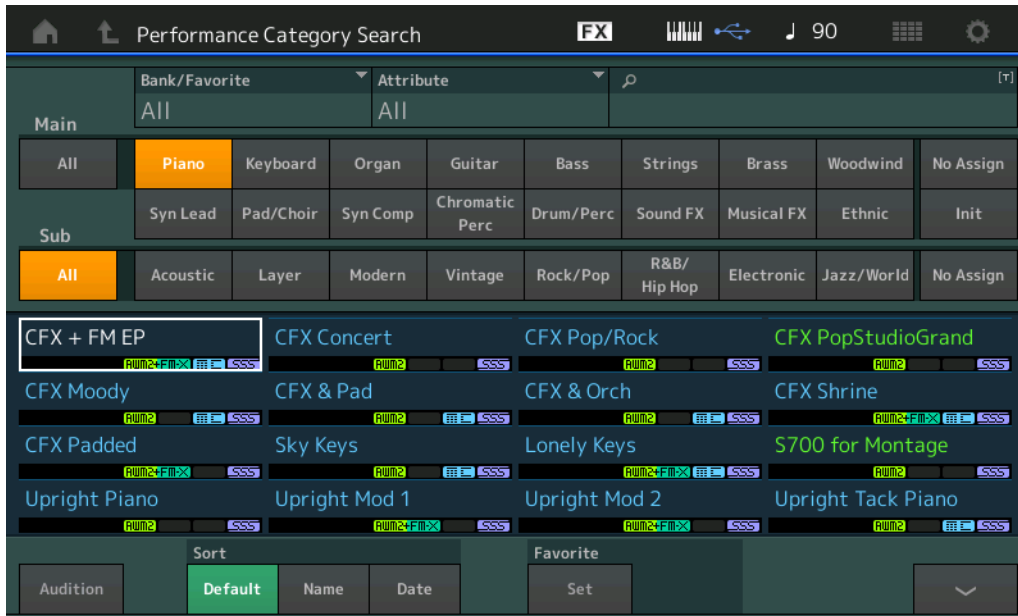 Performance Category Search FX 90
Bank/Favorite Attribute [T]
All All
Main
All Piano Keyboard Organ Guitar Bass Strings Brass Woodwind No Assign
Syn Lead Pad/Choir Syn Comp Chromatic Perc Drum/Perc Sound FX Musical FX Ethnic Init
Sub
All Acoustic Layer Modern Vintage Rock/Pop R&B/ Hip Hop Electronic Jazz/World No Assign
CFX + FM EP CFX Concert CFX Pop/Rock CFX PopStudioGrand
AWM2+FM-X SSS AWM2 SSS AWM2 SSS AWM2 SSS
CFX Moody CFX & Pad CFX & Orch CFX Shrine
AWM2 SSS AWM2 SSS AWM2 SSS AWM2+FM-X SSS
CFX Padded Sky Keys Lonely Keys S700 for Montage
AWM2+FM-X SSS AWM2 SSS AWM2+FM-X SSS AWM2 SSS
Upright Piano Upright Mod 1 Upright Mod 2 Upright Tack Piano
AWM2 SSS AWM2+FM-X SSS AWM2+FM-X SSS AWM2 SSS
Sort Favorite
Audition Default Name Date Set